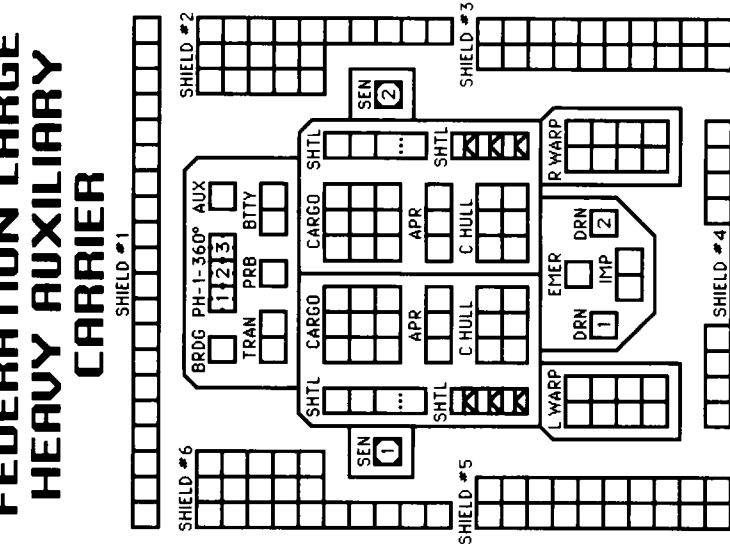 FEDERATION LARGE
HEAVY AUXILIARY
CARRIER
SHIELD #1
SHIELD #6
SHIELD #2
BRDG PH-1-360° AUX
1 2 3
TRAN PRB BTTY
SEN
1
SEN
2
SHTL CARGO CARGO SHTL
APR APR
SHTL C HULL C HULL SHTL
L WARP EMER R WARP
DRN IMP DRN
1 2
SHIELD #5
SHIELD #3
SHIELD #4